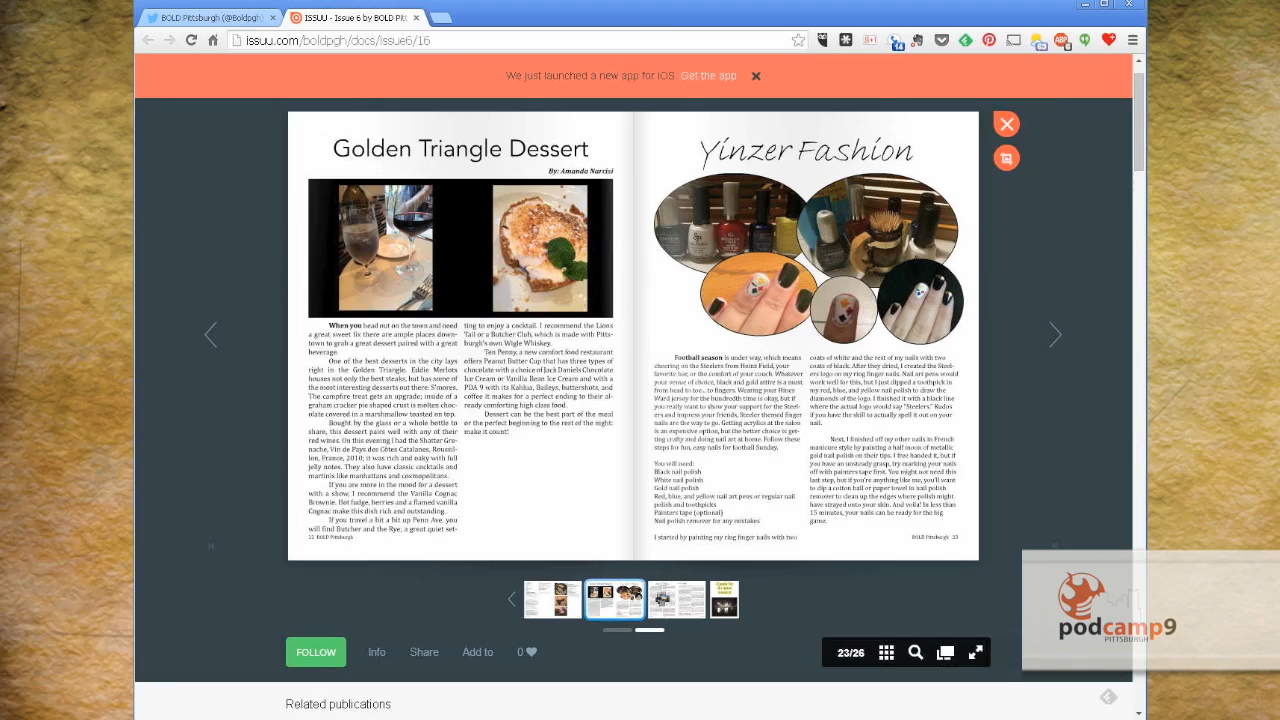 BOLD Pittsburgh (@Boldpgh)
ISSUU - Issue 6 by BOLD Pitt
issuu.com/boldpgh/docs/issue6/16
We just launched a new app for iOS. Get the app
Golden Triangle Dessert
By: Amanda Narcisi
When you head out on the town and need
a great sweet fix there are ample places down-
town to grab a great dessert paired with a great
beverage.
One of the best desserts in the city lays
right in the Golden Triangle. Eddie Merlots
houses not only the best steaks, but has some of
the most interesting desserts out there: S'mores.
The campfire treat gets an upgrade; inside of a
graham cracker pie shaped crust is molten choc-
olate covered in a marshmallow toasted on top.
Bought by the glass or a whole bottle to
share, this dessert pairs well with any of their
red wines. On this evening I had the Shatter Gre-
nache, Vin de Pays des Côtes Catalanes, Roussil-
lon, France, 2010; it was rich and oaky with full
jelly notes. They also have classic cocktails and
martinis like manhattans and cosmopolitans.
If you are more in the mood for a dessert
with a show, I recommend the Vanilla Cognac
Brownie. Hot fudge, berries and a flamed vanilla
Cognac make this dish rich and outstanding.
If you travel a bit a bit up Penn Ave, you
will find Butcher and the Rye; a great quiet set-
22 BOLD Pittsburgh
ting to enjoy a cocktail. I recommend the Lions
Tail or a Butcher Club, which is made with Pitts-
burgh's own Wigle Whiskey.
Ten Penny, a new comfort food restaurant
offers Peanut Butter Cup that has three types of
chocolate with a choice of Jack Daniels Chocolate
Ice Cream or Vanilla Bean Ice Cream and with a
PDA 9 with its Kahlua, Baileys, buttershots, and
coffee it makes for a perfect ending to their al-
ready comforting high class food.
Dessert can be the best part of the meal
or the perfect beginning to the rest of the night:
make it count!
Yinzer Fashion
Football season is under way, which means
cheering on the Steelers from Heinz Field, your
favorite bar, or the comfort of your couch. Whatever
your venue of choice, black and gold attire is a must
from head to toe... to fingers. Wearing your Hines
Ward jersey for the hundredth time is okay, but if
you really want to show your support for the Steel-
ers and impress your friends, Steeler themed finger
nails are the way to go. Getting acrylics at the salon
is an expensive option, but the better choice is get-
ting crafty and doing nail art at home. Follow these
steps for fun, easy nails for football Sunday.
You will need:
Black nail polish
White nail polish
Gold nail polish
Red, blue, and yellow nail art pens or regular nail
polish and toothpicks
Painters tape (optional)
Nail polish remover for any mistakes
I started by painting my ring finger nails with two
coats of white and the rest of my nails with two
coats of black. After they dried, I created the Steel-
ers logo on my ring finger nails. Nail art pens would
work well for this, but I just dipped a toothpick in
my red, blue, and yellow nail polish to draw the
diamonds of the logo. I finished it with a black line
where the actual logo would say "Steelers." Kudos
if you have the skill to actually spell it out on your
nail.
Next, I finished off my other nails in French
manicure style by painting a half moon of metallic
gold nail polish on their tips. I free handed it, but if
you have an unsteady grasp, try marking your nails
off with painters tape first. You might not need this
last step, but if you're anything like me, you'll want
to dip a cotton ball or paper towel in nail polish
remover to clean up the edges where polish might
have strayed onto your skin. And voila! In less than
15 minutes, your nails can be ready for the big
game.
BOLD Pittsburgh 23
podcamp9
PITTSBURGH
FOLLOW
Info
Share
Add to
0
23/26
Related publications